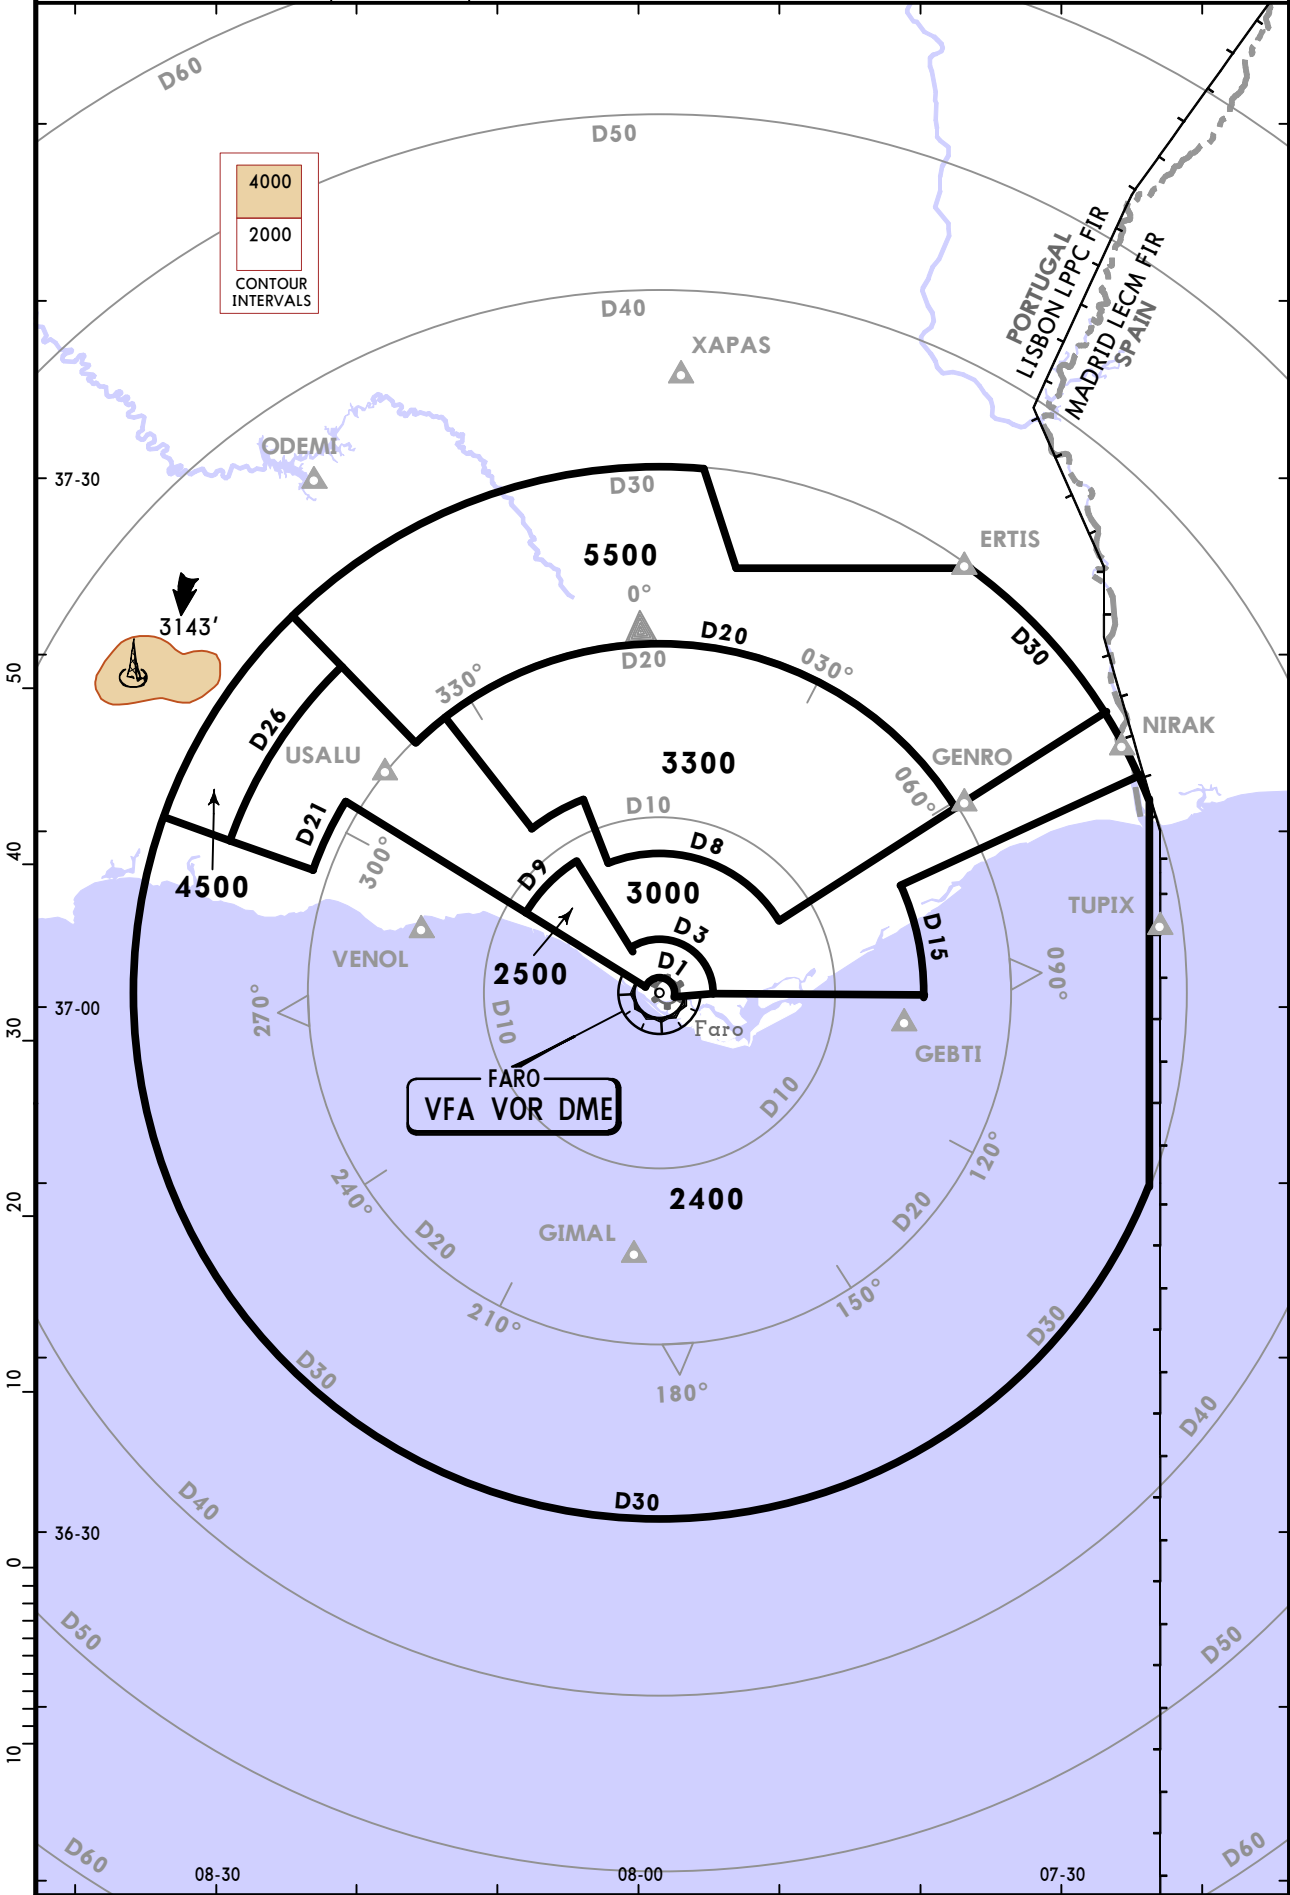 D60
D50
4000
2000
CONTOUR
INTERVALS
PORTUGAL
LISBON LPPC FIR
MADRID LECM FIR
SPAIN
D40
XAPAS
ODEMI
37-30
D30
5500
ERTIS
0°
3143'
D20
D30
D20
030°
330°
50
NIRAK
D26
USALU
3300
GENRO
060°
D10
D21
300°
D8
D9
40
4500
3000
TUPIX
D3
D15
VENOL
2500
D1
090°
270°
37-00
D10
Faro
30
GEBTI
FARO
VFA VOR DME
D10
120°
240°
2400
20
D20
D20
GIMAL
150°
210°
D30
D30
180°
10
D40
D40
D30
36-30
0
D50
D50
10
D60
D60
08-30
08-00
07-30